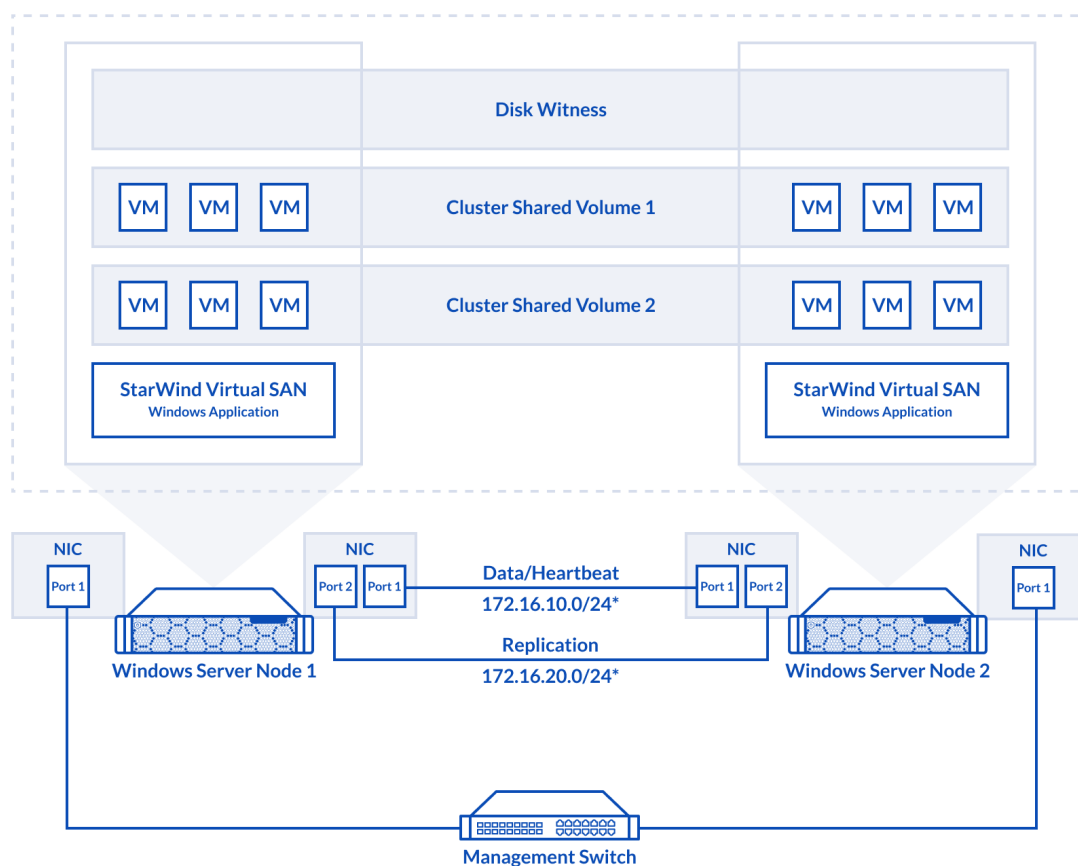 Disk Witness
VM VM VM Cluster Shared Volume 1 VM VM VM
VM VM VM Cluster Shared Volume 2 VM VM VM
StarWind Virtual SAN
Windows Application
StarWind Virtual SAN
Windows Application
NIC
Port 1
NIC
Port 2 Port 1
Data/Heartbeat
172.16.10.0/24*
Replication
172.16.20.0/24*
NIC
Port 1 Port 2
NIC
Port 1
Windows Server Node 1
Windows Server Node 2
Management Switch